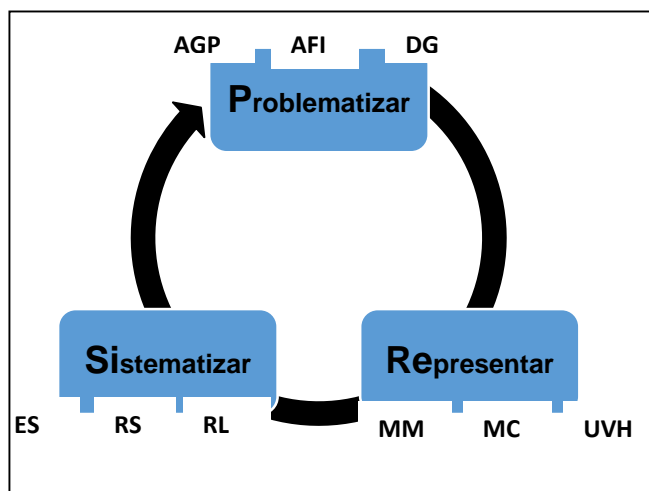 AGP AFI DG
Problematizar
Sistematizar
Representar
ES RS RL
MM MC UVH